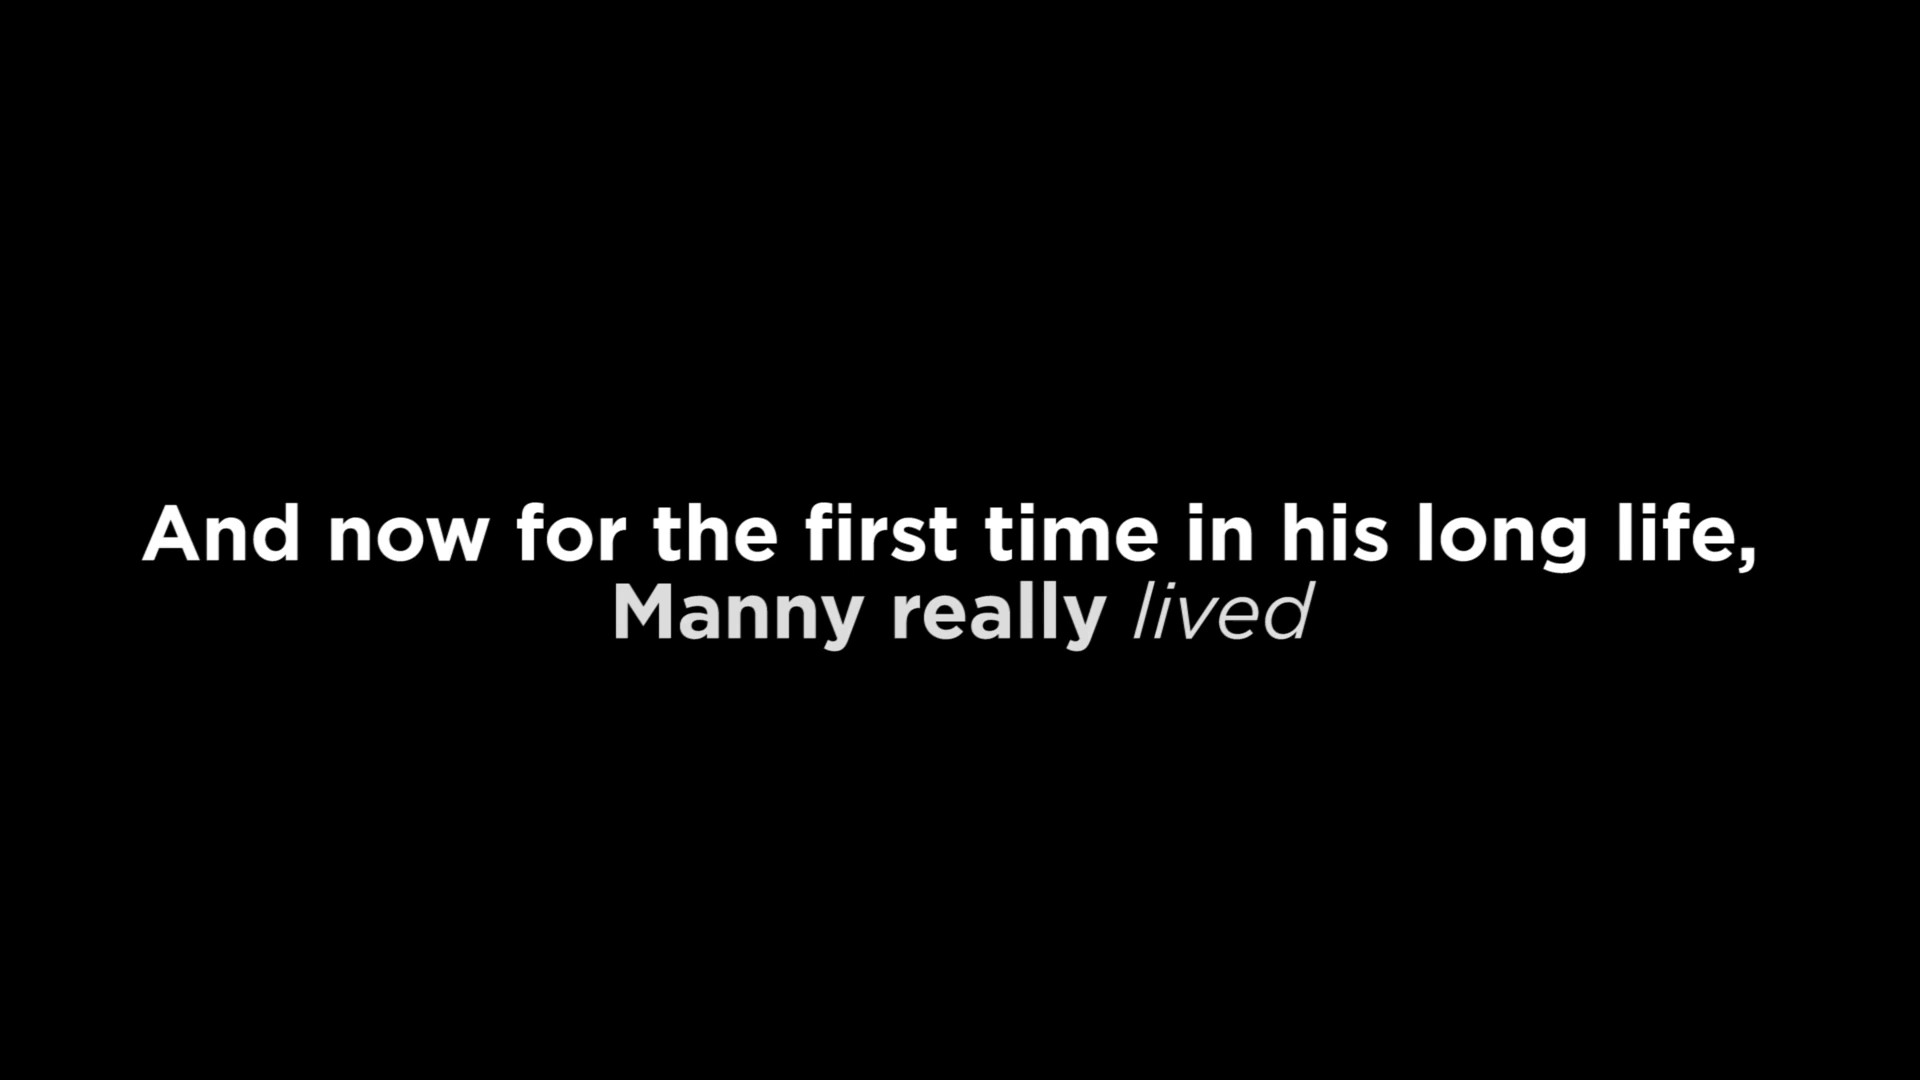 And now for the first time in his long life,
Manny really lived